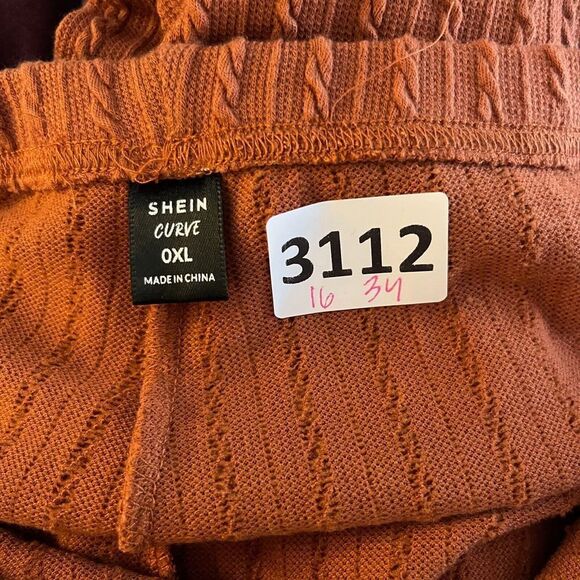 SHEIN
CURVE
0XL
MADE IN CHINA
3112
16 34